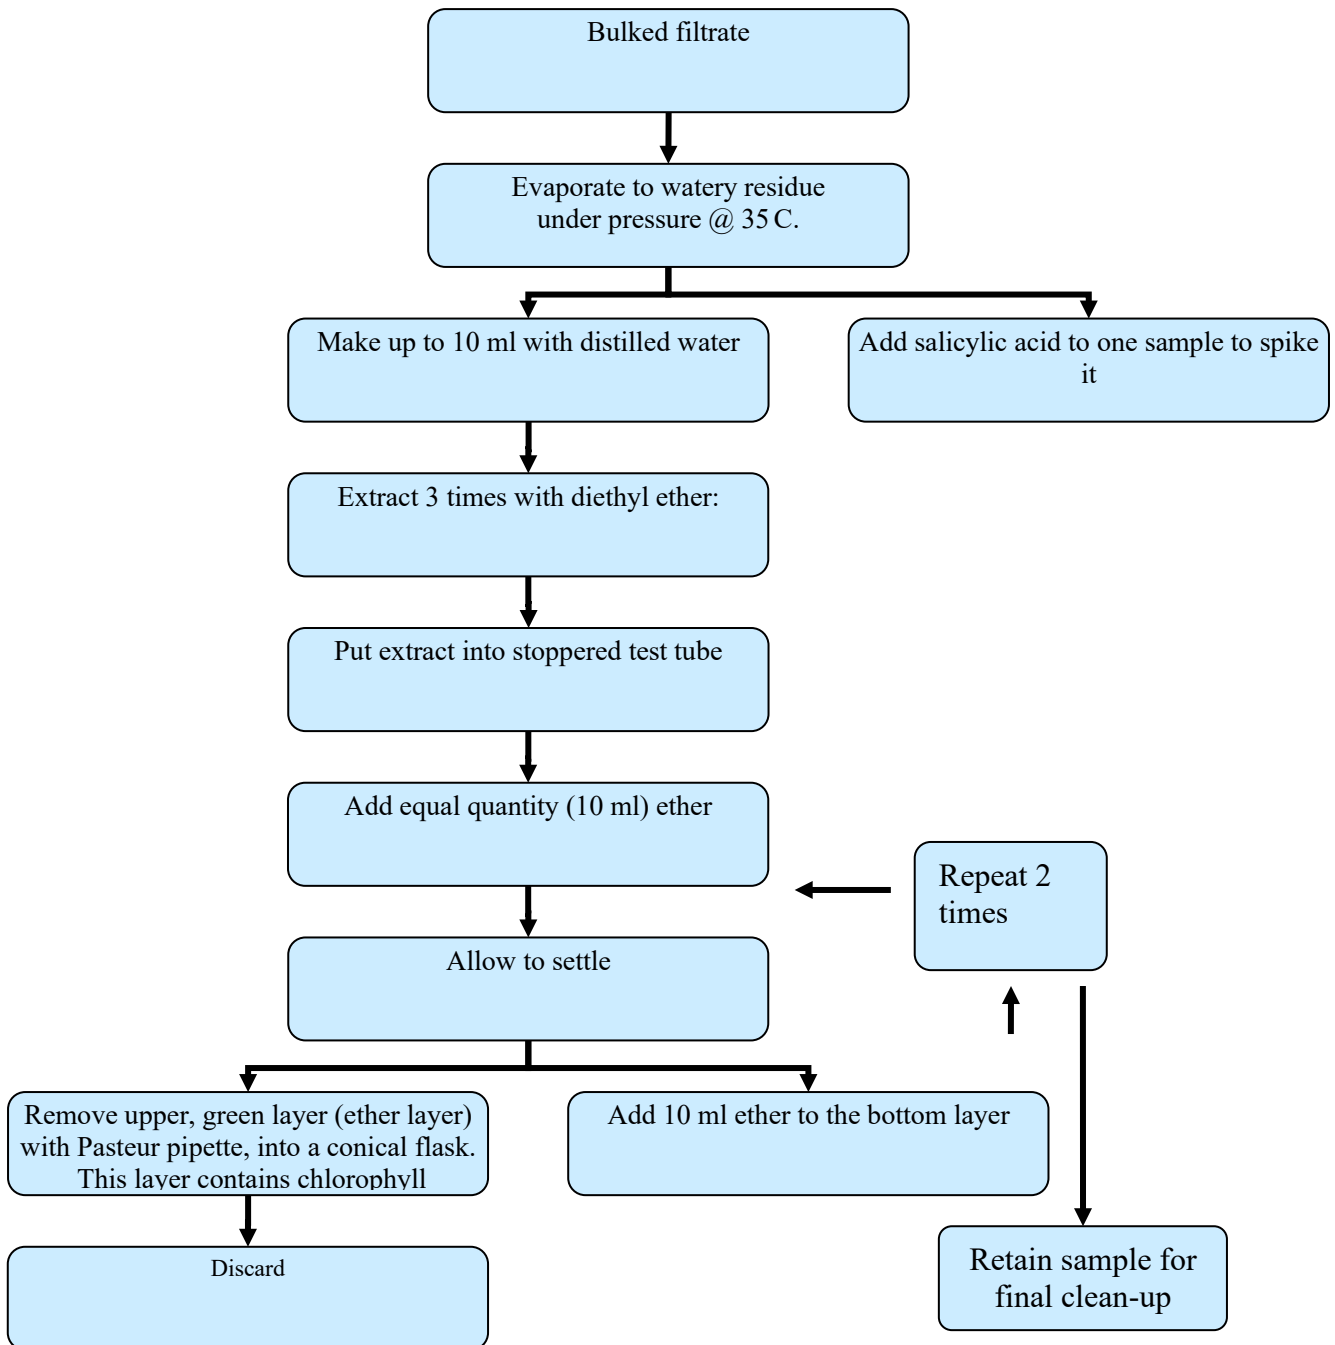 Bulked filtrate
Evaporate to watery residue
under pressure @ 35 C.
Make up to 10 ml with distilled water
Add salicylic acid to one sample to spike
it
Extract 3 times with diethyl ether:
Put extract into stoppered test tube
Add equal quantity (10 ml) ether
Repeat 2
times
Allow to settle
Remove upper, green layer (ether layer)
with Pasteur pipette, into a conical flask.
This layer contains chlorophyll
Add 10 ml ether to the bottom layer
Discard
Retain sample for
final clean-up